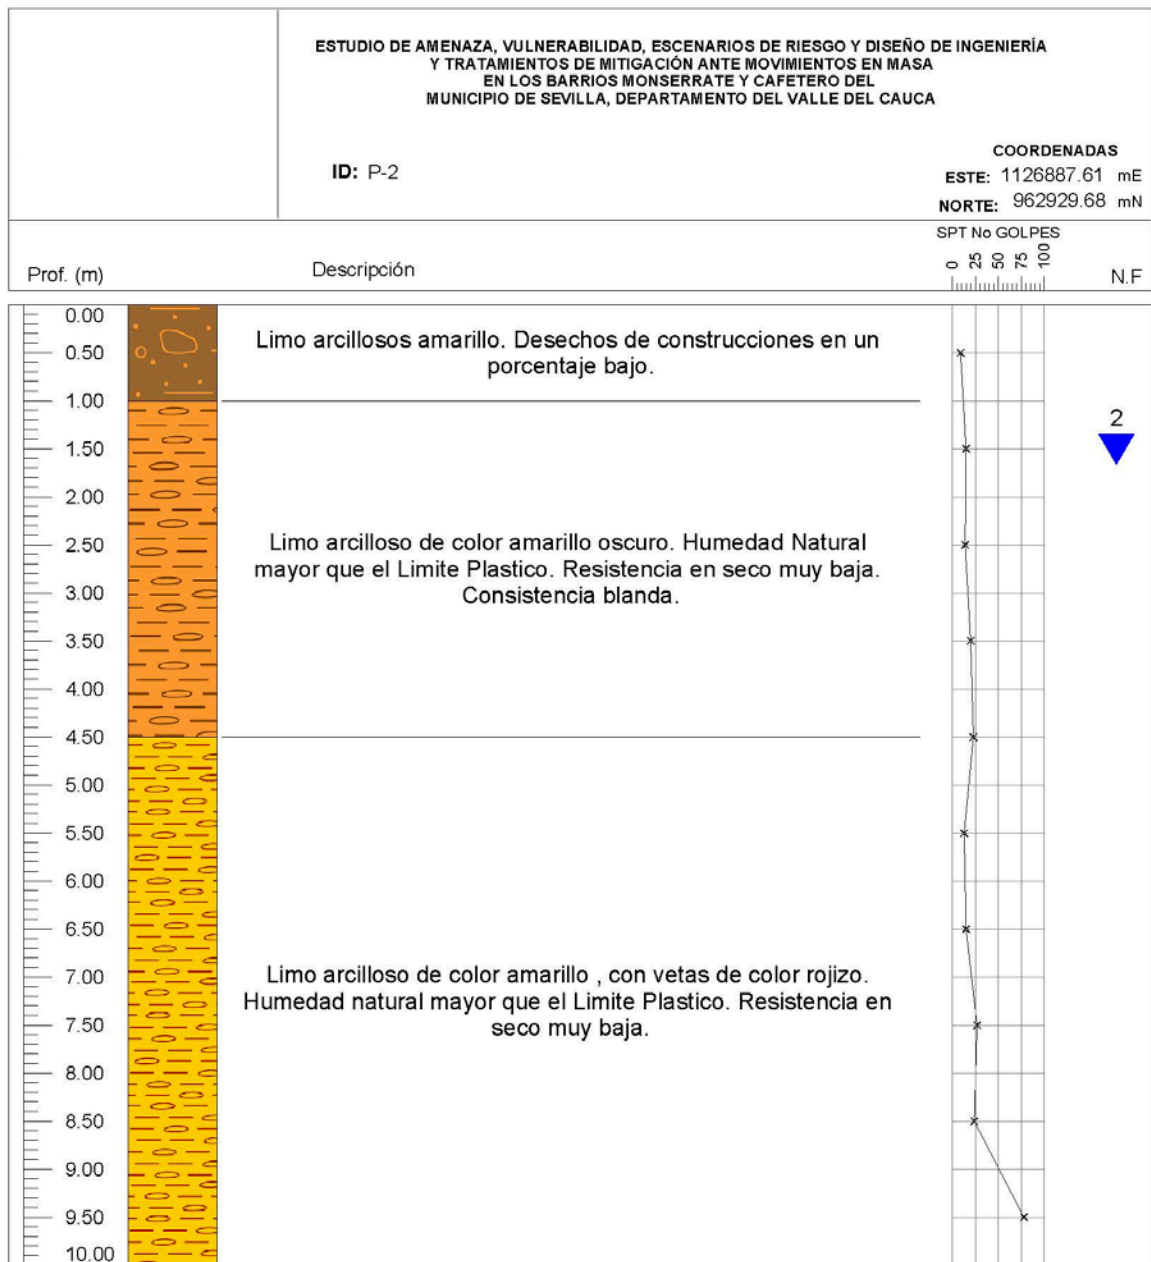 ESTUDIO DE AMENAZA, VULNERABILIDAD, ESCENARIOS DE RIESGO Y DISEÑO DE INGENIERÍA
Y TRATAMIENTOS DE MITIGACIÓN ANTE MOVIMIENTOS EN MASA
EN LOS BARRIOS MONSERRATE Y CAFETERO DEL
MUNICIPIO DE SEVILLA, DEPARTAMENTO DEL VALLE DEL CAUCA
ID: P-2
COORDENADAS
ESTE: 1126887.61 mE
NORTE: 962929.68 mN
Prof. (m)
Descripción
SPT No GOLPES
0 25 50 75 100
N.F
0.00
0.50
Limo arcillosos amarillo. Desechos de construcciones en un
porcentaje bajo.
1.00
2
1.50
2.00
2.50
Limo arcilloso de color amarillo oscuro. Humedad Natural
mayor que el Limite Plastico. Resistencia en seco muy baja.
Consistencia blanda.
3.00
3.50
4.00
4.50
5.00
5.50
6.00
6.50
7.00
Limo arcilloso de color amarillo , con vetas de color rojizo.
Humedad natural mayor que el Limite Plastico. Resistencia en
seco muy baja.
7.50
8.00
8.50
9.00
9.50
10.00